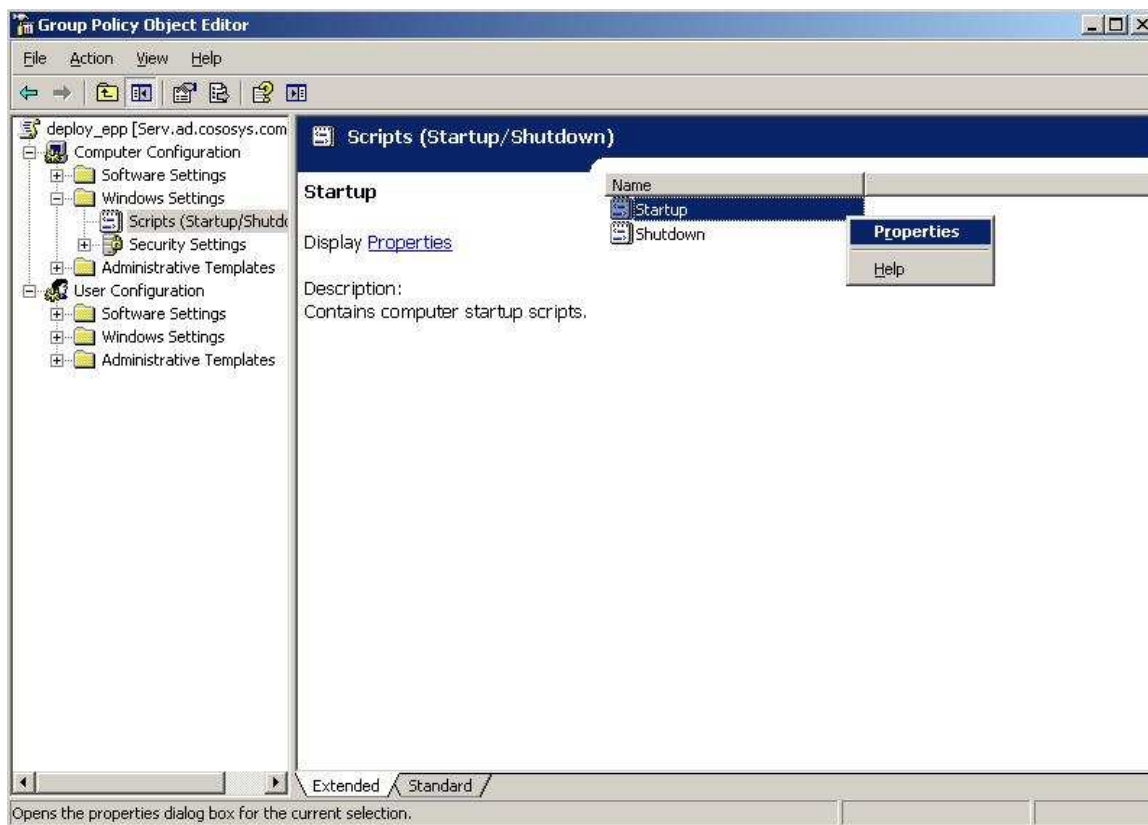 Group Policy Object Editor
File Action View Help
deploy_epp [Serv.ad.cososys.com
Computer Configuration
Software Settings
Windows Settings
Scripts (Startup/Shutdo
Security Settings
Administrative Templates
User Configuration
Software Settings
Windows Settings
Administrative Templates
Scripts (Startup/Shutdown)
Startup
Display Properties
Description:
Contains computer startup scripts.
Name
Startup
Shutdown
Properties
Help
Extended Standard
Opens the properties dialog box for the current selection.